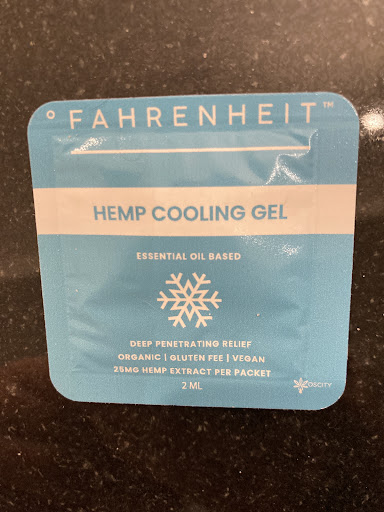 ° FAHRENHEIT™
HEMP COOLING GEL
ESSENTIAL OIL BASED
DEEP PENETRATING RELIEF
ORGANIC | GLUTEN FEE | VEGAN
25MG HEMP EXTRACT PER PACKET
2 ML